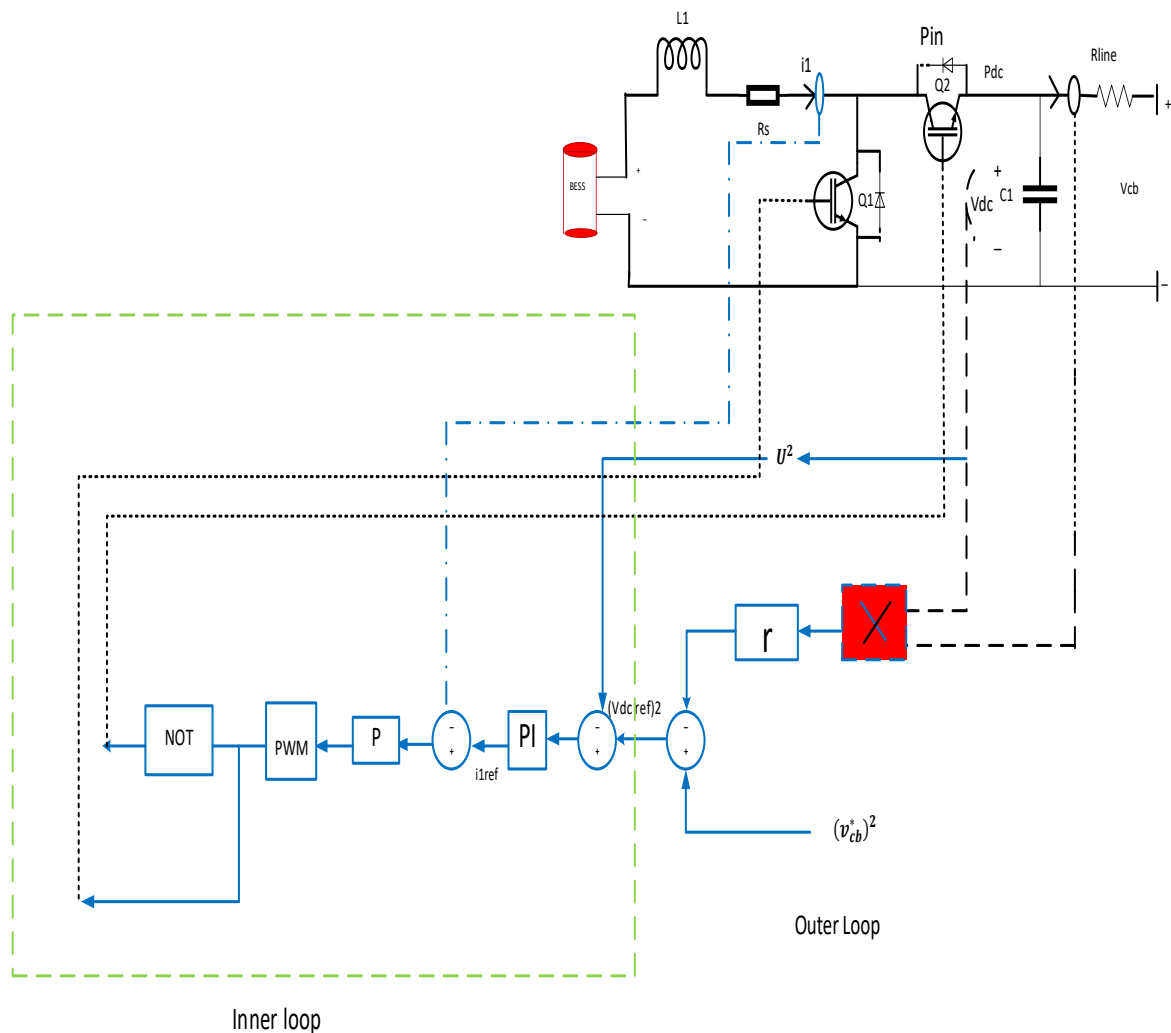 L1
Pin
i1
Rline
Pdc
Q2
+
Rs
BESS
+
Q1
+
Vdc
C1
Vcb
−
−
−
U²
r
(Vdc ref)2
-
-
-
NOT
PWM
P
+
PI
+
+
i1ref
(v*cb)²
Outer Loop
Inner loop